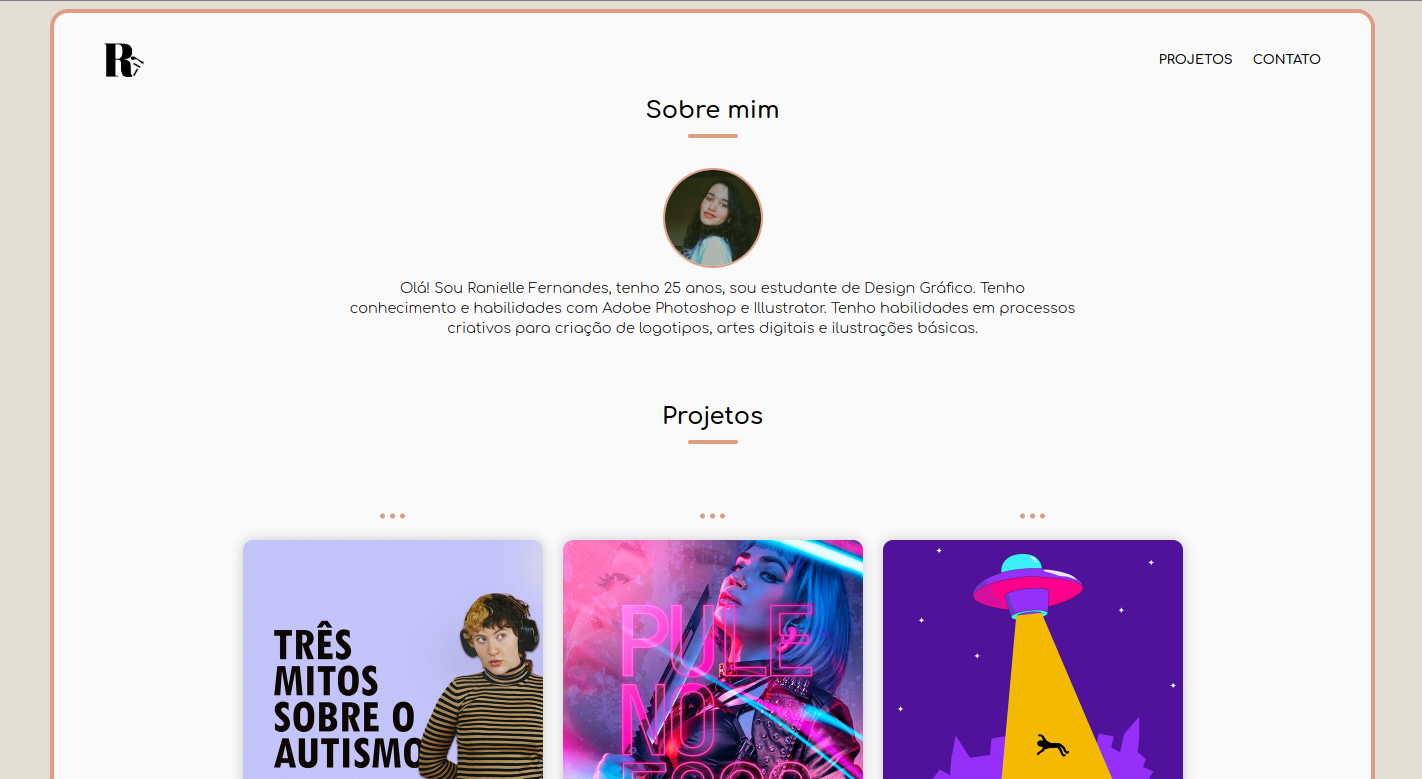 R
PROJETOS CONTATO
Sobre mim
Olá! Sou Ranielle Fernandes, tenho 25 anos, sou estudante de Design Gráfico. Tenho
conhecimento e habilidades com Adobe Photoshop e Illustrator. Tenho habilidades em processos
criativos para criação de logotipos, artes digitais e ilustrações básicas.
Projetos
TRÊS
MITOS
SOBRE O
AUTISMO
PULE
NO